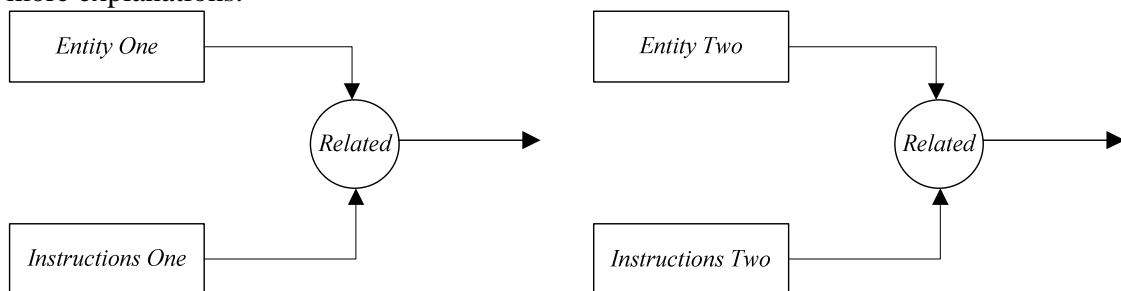 more explanations.
Entity One
Entity Two
Related
Related
Instructions One
Instructions Two